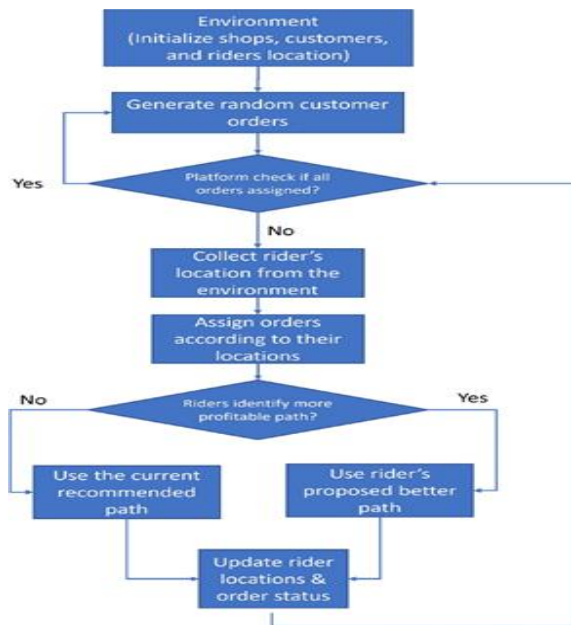 Environment
(Initialize shops, customers,
and riders location)
Generate random customer
orders
Yes
Platform check if all
orders assigned?
No
Collect rider's
location from the
environment
Assign orders
according to their
locations
No
Riders identify more
profitable path?
Yes
Use the current
recommended
path
Use rider's
proposed better
path
Update rider
locations &
order status